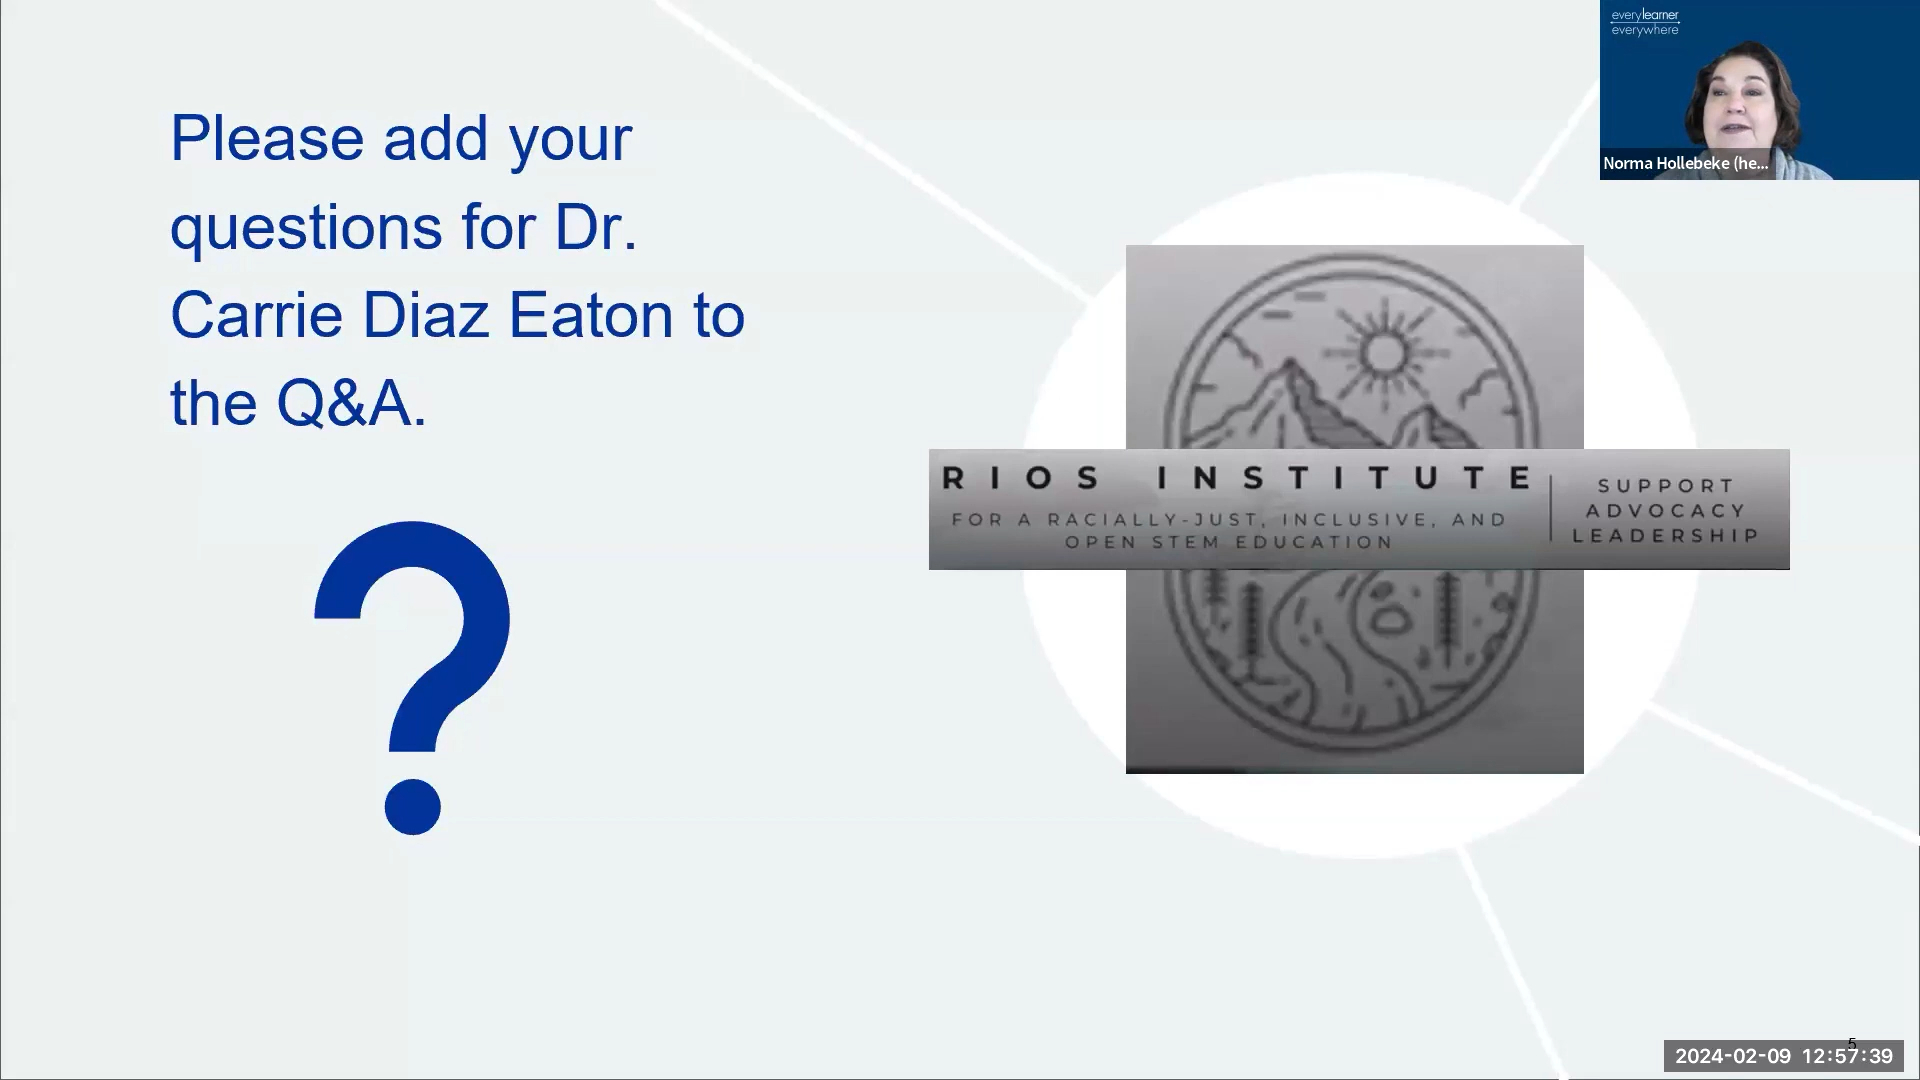 Please add your
questions for Dr.
Carrie Diaz Eaton to
the Q&A.
?
RIOS INSTITUTE
FOR A RACIALLY-JUST, INCLUSIVE, AND
OPEN STEM EDUCATION
SUPPORT
ADVOCACY
LEADERSHIP
everylearner
everywhere
Norma Hollebeke (he...
5
2024-02-09 12:57:39